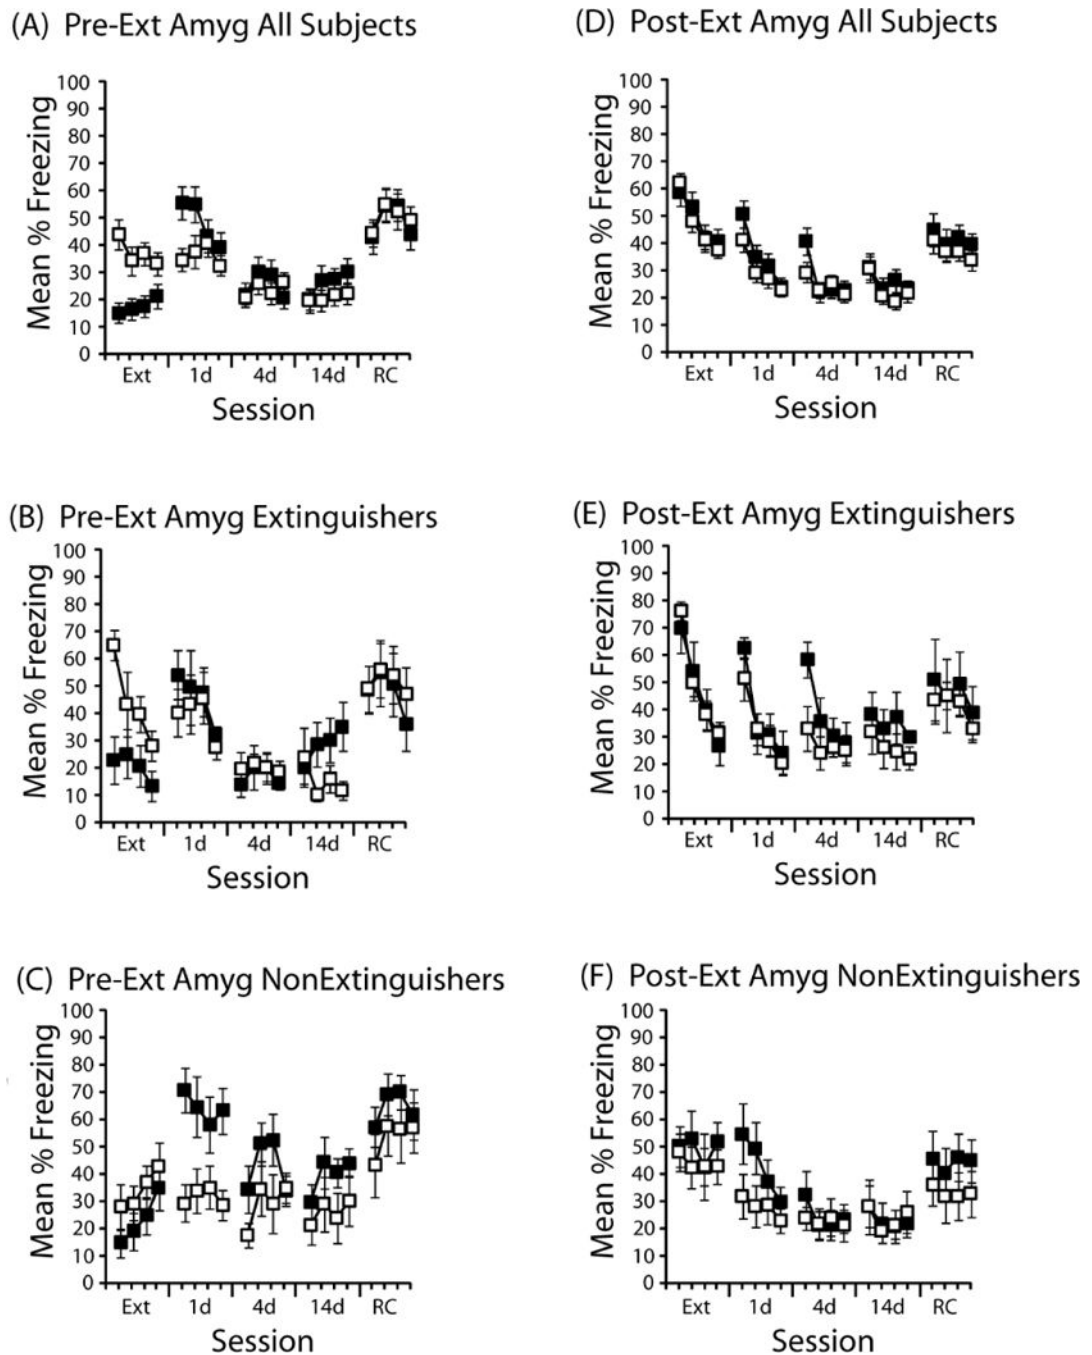 (A) Pre-Ext Amyg All Subjects
Mean % Freezing
100
90
80
70
60
50
40
30
20
10
0
Ext 1d 4d 14d RC
Session
(B) Pre-Ext Amyg Extinguishers
Mean % Freezing
100
90
80
70
60
50
40
30
20
10
0
Ext 1d 4d 14d RC
Session
(C) Pre-Ext Amyg NonExtinguishers
Mean % Freezing
100
90
80
70
60
50
40
30
20
10
0
Ext 1d 4d 14d RC
Session
(D) Post-Ext Amyg All Subjects
Mean % Freezing
100
90
80
70
60
50
40
30
20
10
0
Ext 1d 4d 14d RC
Session
(E) Post-Ext Amyg Extinguishers
Mean % Freezing
100
90
80
70
60
50
40
30
20
10
0
Ext 1d 4d 14d RC
Session
(F) Post-Ext Amyg NonExtinguishers
Mean % Freezing
100
90
80
70
60
50
40
30
20
10
0
Ext 1d 4d 14d RC
Session